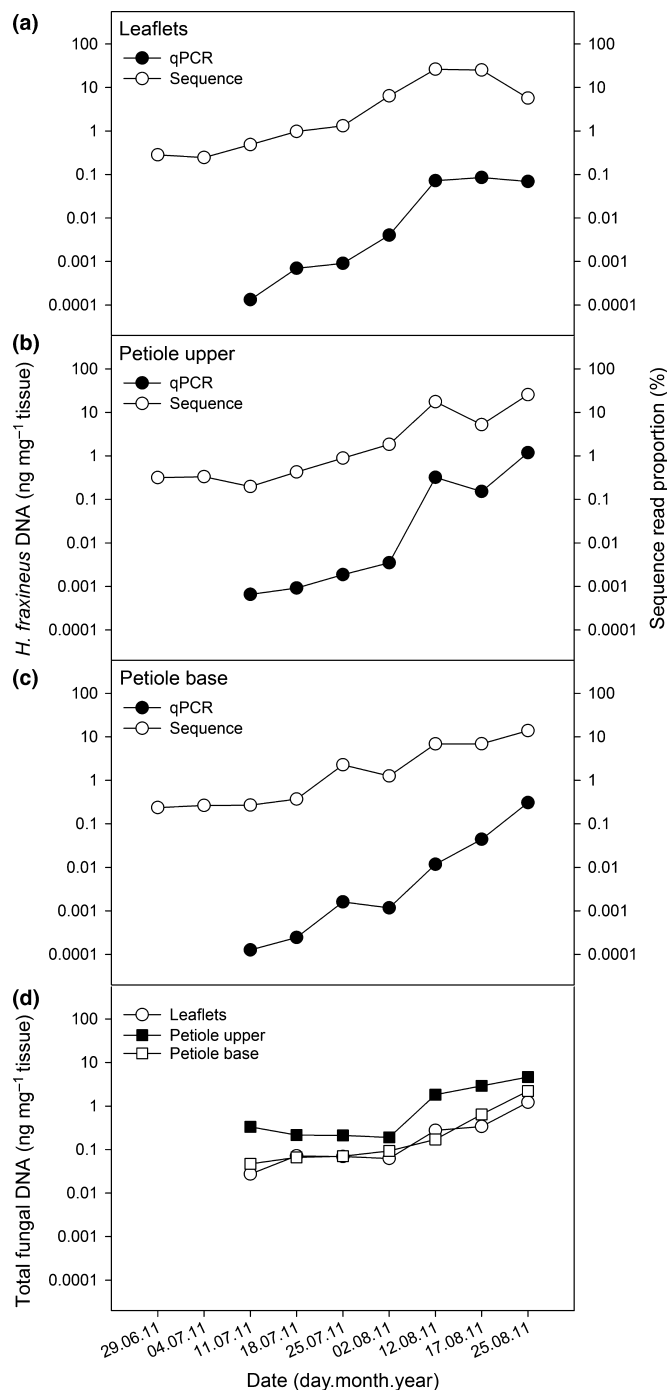 (a)
Leaflets
qPCR
Sequence
100
10
1
0.1
0.01
0.001
0.0001
100
10
1
0.1
0.01
0.001
0.0001
(b)
Petiole upper
qPCR
Sequence
100
10
1
0.1
0.01
0.001
0.0001
100
10
1
0.1
0.01
0.001
0.0001
H. fraxineus DNA (ng mg⁻¹ tissue)
Sequence read proportion (%)
(c)
Petiole base
qPCR
Sequence
100
10
1
0.1
0.01
0.001
0.0001
100
10
1
0.1
0.01
0.001
0.0001
(d)
Leaflets
Petiole upper
Petiole base
100
10
1
0.1
0.01
0.001
0.0001
Total fungal DNA (ng mg⁻¹ tissue)
29.06.11
04.07.11
11.07.11
18.07.11
25.07.11
02.08.11
12.08.11
17.08.11
25.08.11
Date (day.month.year)